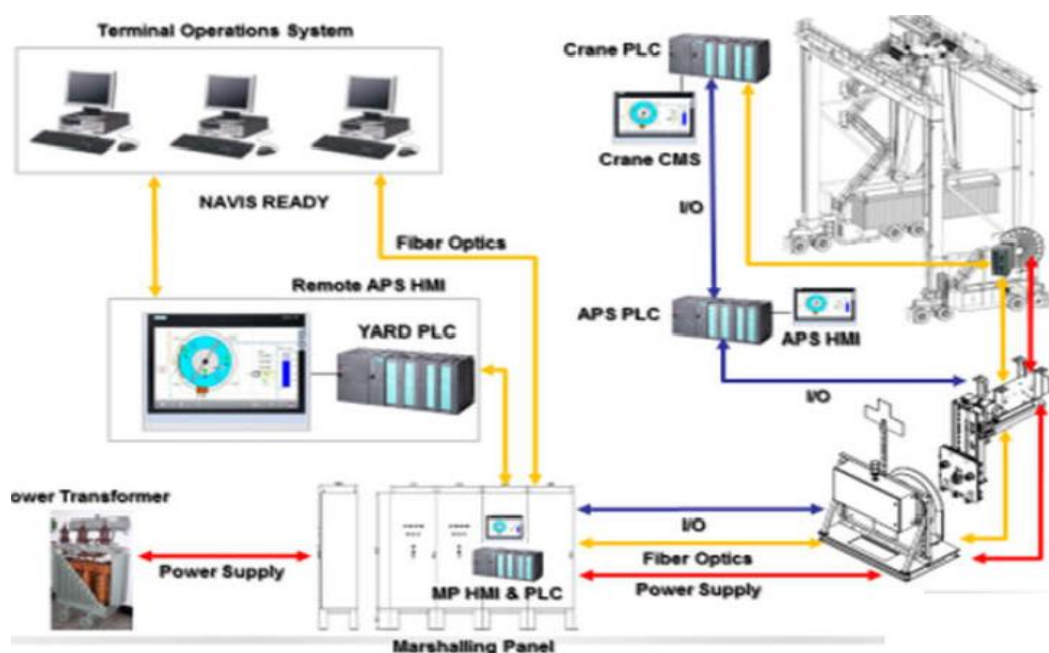 Terminal Operations System
Crane PLC
Crane CMS
NAVIS READY
I/O
Fiber Optics
Remote APS HMI
YARD PLC
APS PLC
APS HMI
I/O
ower Transformer
Power Supply
MP HMI & PLC
I/O
Fiber Optics
Power Supply
Marshalling Panel